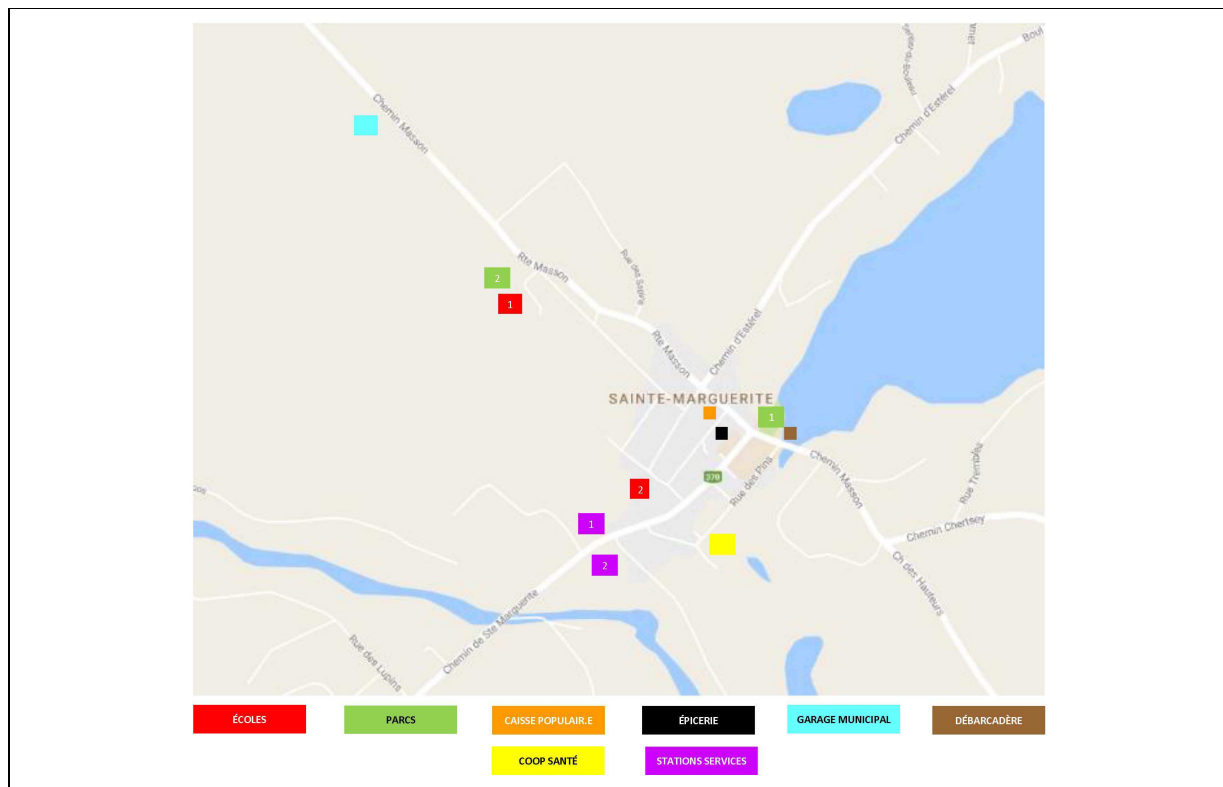 Boul
Chemin d'Estérel
Chemin Masson
2
Rte Masson
Rue des Sapins
1
Rte Masson
Chemin d'Estérel
SAINTE-MARGUERITE
1
370
Rue des Pins
Chemin Masson
Rue Trembles
2
1
Chemin Chertsey
2
Ch des Hauteurs
Chemin de Ste Marguerite
Rue des Lupins
ÉCOLES
PARCS
CAISSE POPULAIR.E
ÉPICERIE
GARAGE MUNICIPAL
DÉBARCADÈRE
COOP SANTÉ
STATIONS SERVICES